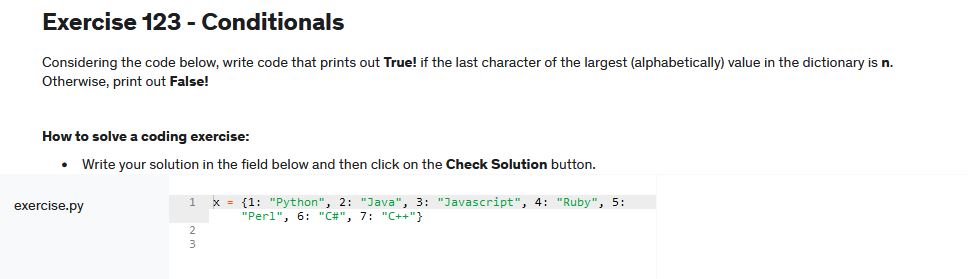 Exercise 123 - Conditionals
Considering the code below, write code that prints out True! if the last character of the largest (alphabetically) value in the dictionary is n.
Otherwise, print out False!
How to solve a coding exercise:
• Write your solution in the field below and then click on the Check Solution button.
exercise.py
1 x = {1: "Python", 2: "Java", 3: "Javascript", 4: "Ruby", 5:
"Perl", 6: "C#", 7: "C++"}
2
3